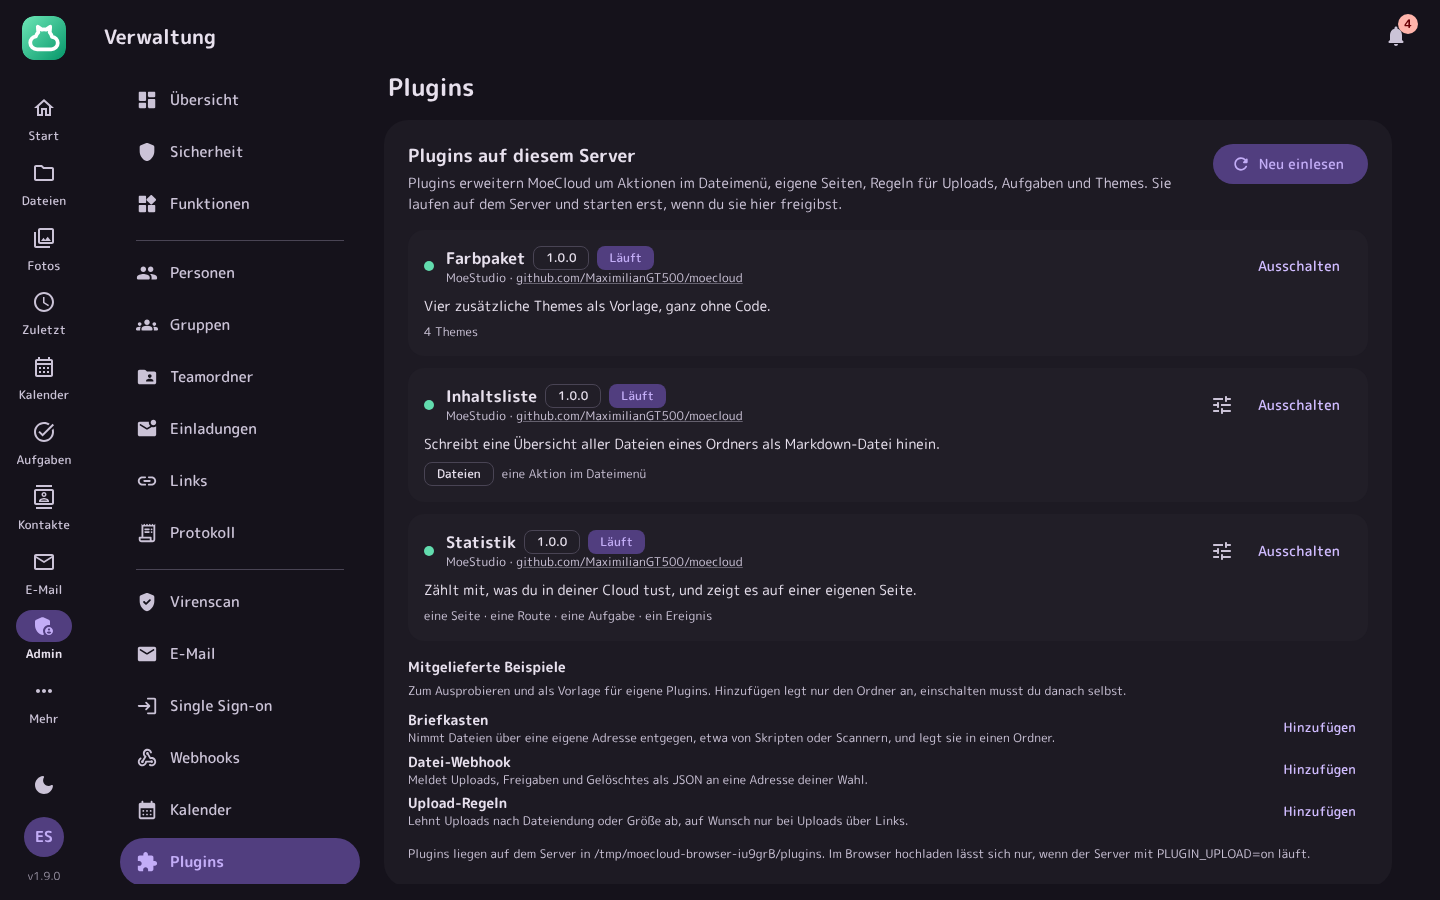 Verwaltung
4
Start
Dateien
Fotos
Zuletzt
Kalender
Aufgaben
Kontakte
E-Mail
Admin
Mehr
ES
v1.9.0
Übersicht
Sicherheit
Funktionen
Personen
Gruppen
Teamordner
Einladungen
Links
Protokoll
Virenscan
E-Mail
Single Sign-on
Webhooks
Kalender
Plugins
Plugins
Plugins auf diesem Server
Plugins erweitern MoeCloud um Aktionen im Dateimenü, eigene Seiten, Regeln für Uploads, Aufgaben und Themes. Sie
laufen auf dem Server und starten erst, wenn du sie hier freigibst.
Neu einlesen
Farbpaket 1.0.0 Läuft
MoeStudio · github.com/MaximilianGT500/moecloud
Ausschalten
Vier zusätzliche Themes als Vorlage, ganz ohne Code.
4 Themes
Inhaltsliste 1.0.0 Läuft
MoeStudio · github.com/MaximilianGT500/moecloud
Ausschalten
Schreibt eine Übersicht aller Dateien eines Ordners als Markdown-Datei hinein.
Dateien eine Aktion im Dateimenü
Statistik 1.0.0 Läuft
MoeStudio · github.com/MaximilianGT500/moecloud
Ausschalten
Zählt mit, was du in deiner Cloud tust, und zeigt es auf einer eigenen Seite.
eine Seite · eine Route · eine Aufgabe · ein Ereignis
Mitgelieferte Beispiele
Zum Ausprobieren und als Vorlage für eigene Plugins. Hinzufügen legt nur den Ordner an, einschalten musst du danach selbst.
Briefkasten
Nimmt Dateien über eine eigene Adresse entgegen, etwa von Skripten oder Scannern, und legt sie in einen Ordner.
Hinzufügen
Datei-Webhook
Meldet Uploads, Freigaben und Gelöschtes als JSON an eine Adresse deiner Wahl.
Hinzufügen
Upload-Regeln
Lehnt Uploads nach Dateiendung oder Größe ab, auf Wunsch nur bei Uploads über Links.
Hinzufügen
Plugins liegen auf dem Server in /tmp/moecloud-browser-iu9grB/plugins. Im Browser hochladen lässt sich nur, wenn der Server mit PLUGIN_UPLOAD=on läuft.